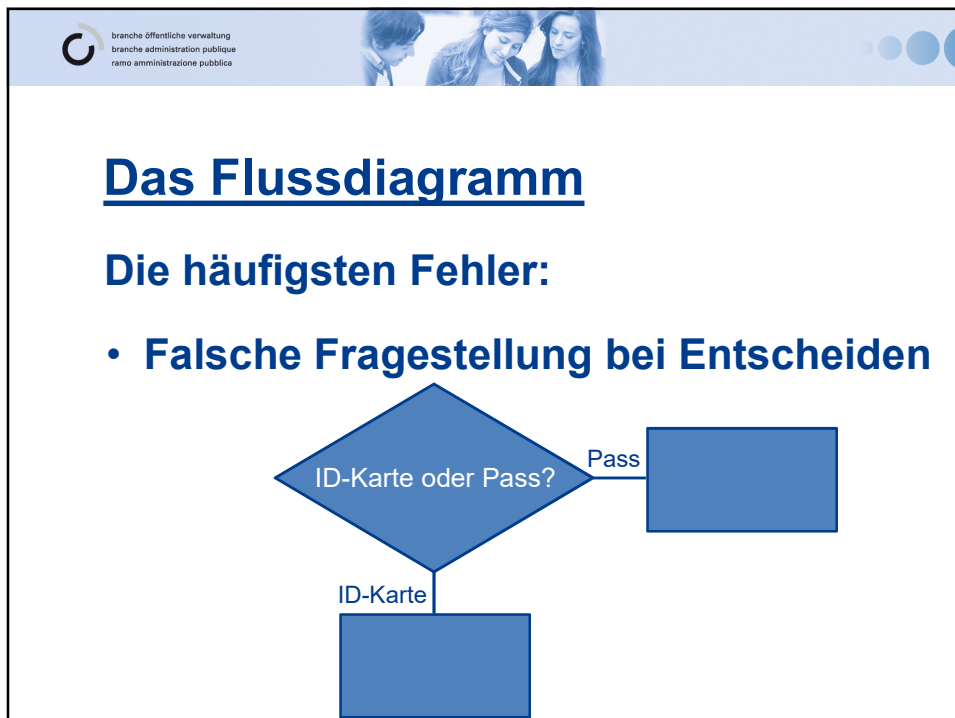 branche öffentliche verwaltung
branche administration publique
ramo amministrazione pubblica
Das Flussdiagramm
Die häufigsten Fehler:
• Falsche Fragestellung bei Entscheiden
ID-Karte oder Pass?
Pass
ID-Karte